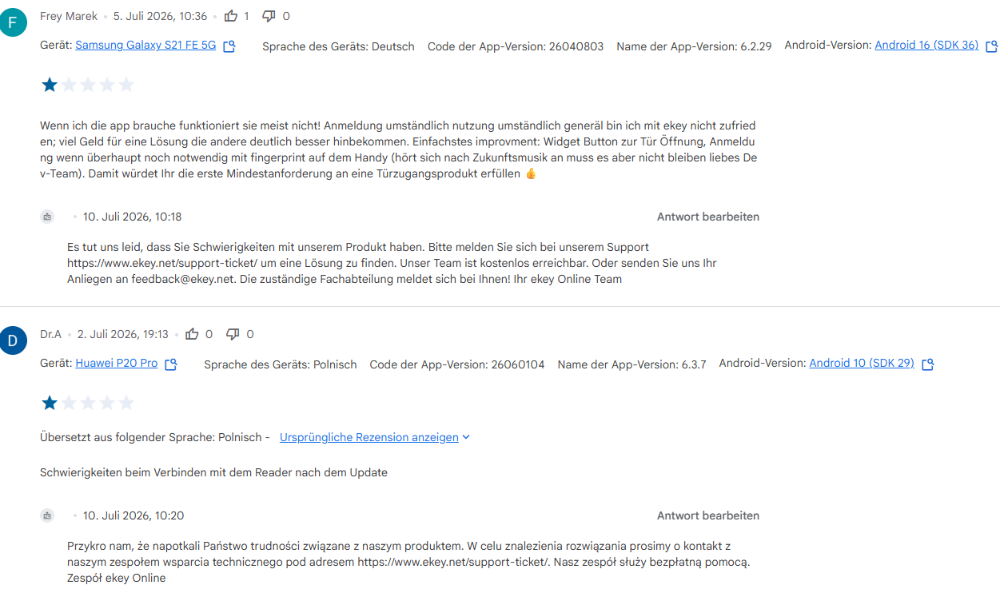 F
Frey Marek • 5. Juli 2026, 10:36 • 1 0
Gerät: Samsung Galaxy S21 FE 5G Sprache des Geräts: Deutsch Code der App-Version: 26040803 Name der App-Version: 6.2.29 Android-Version: Android 16 (SDK 36)
Wenn ich die app brauche funktioniert sie meist nicht! Anmeldung umständlich nutzung umständlich generäl bin ich mit ekey nicht zufried
en; viel Geld für eine Lösung die andere deutlich besser hinbekommen. Einfachstes improvment: Widget Button zur Tür Öffnung, Anmeldu
ng wenn überhaupt noch notwendig mit fingerprint auf dem Handy (hört sich nach Zukunftsmusik an muss es aber nicht bleiben liebes De
v-Team). Damit würdet Ihr die erste Mindestanforderung an eine Türzugangsprodukt erfüllen 👍
• 10. Juli 2026, 10:18 Antwort bearbeiten
Es tut uns leid, dass Sie Schwierigkeiten mit unserem Produkt haben. Bitte melden Sie sich bei unserem Support
https://www.ekey.net/support-ticket/ um eine Lösung zu finden. Unser Team ist kostenlos erreichbar. Oder senden Sie uns Ihr
Anliegen an feedback@ekey.net. Die zuständige Fachabteilung meldet sich bei Ihnen! Ihr ekey Online Team
D
Dr.A • 2. Juli 2026, 19:13 • 0 0
Gerät: Huawei P20 Pro Sprache des Geräts: Polnisch Code der App-Version: 26060104 Name der App-Version: 6.3.7 Android-Version: Android 10 (SDK 29)
Übersetzt aus folgender Sprache: Polnisch - Ursprüngliche Rezension anzeigen
Schwierigkeiten beim Verbinden mit dem Reader nach dem Update
• 10. Juli 2026, 10:20 Antwort bearbeiten
Przykro nam, że napotkali Państwo trudności związane z naszym produktem. W celu znalezienia rozwiązania prosimy o kontakt z
naszym zespołem wsparcia technicznego pod adresem https://www.ekey.net/support-ticket/. Nasz zespół służy bezpłatną pomocą.
Zespół ekey Online